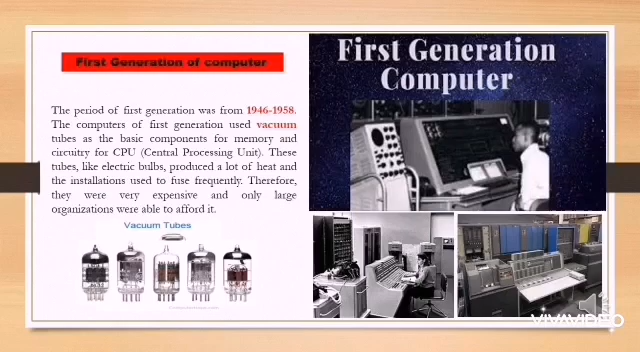 First Generation of computer
The period of first generation was from 1946-1958.
The computers of first generation used vacuum
tubes as the basic components for memory and
circuitry for CPU (Central Processing Unit). These
tubes, like electric bulbs, produced a lot of heat and
the installations used to fuse frequently. Therefore,
they were very expensive and only large
organizations were able to afford it.
Vacuum Tubes
First Generation
Computer
VIVAVIDEO